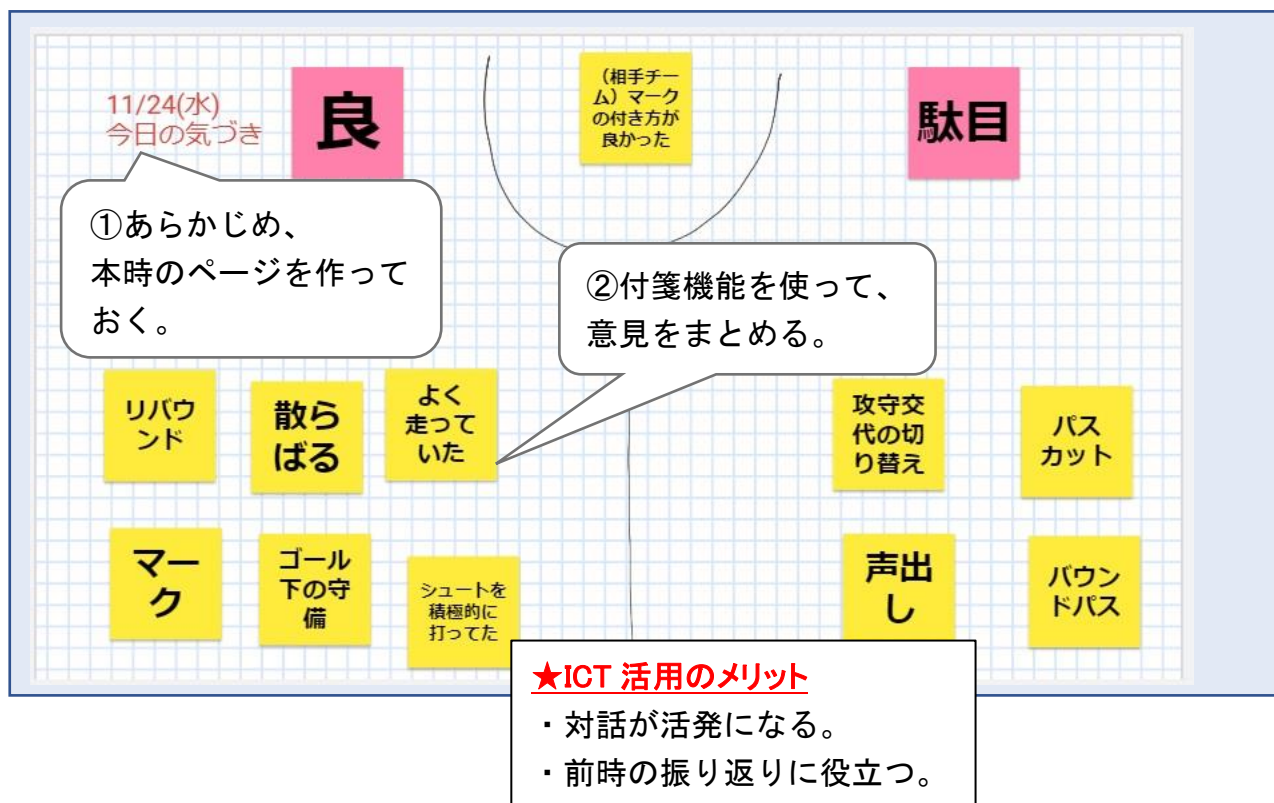 11/24(水)
今日の気づき
良
(相手チー
ム)マーク
の付き方が
良かった
駄目
①あらかじめ、
本時のページを作って
おく。
②付箋機能を使って、
意見をまとめる。
リバウ
ンド
散ら
ばる
よく
走って
いた
攻守交
代の切
り替え
パス
カット
マー
ク
ゴール
下の守
備
シュートを
積極的に
打ってた
声出
し
バウン
ドパス
★ICT 活用のメリット
・対話が活発になる。
・前時の振り返りに役立つ。